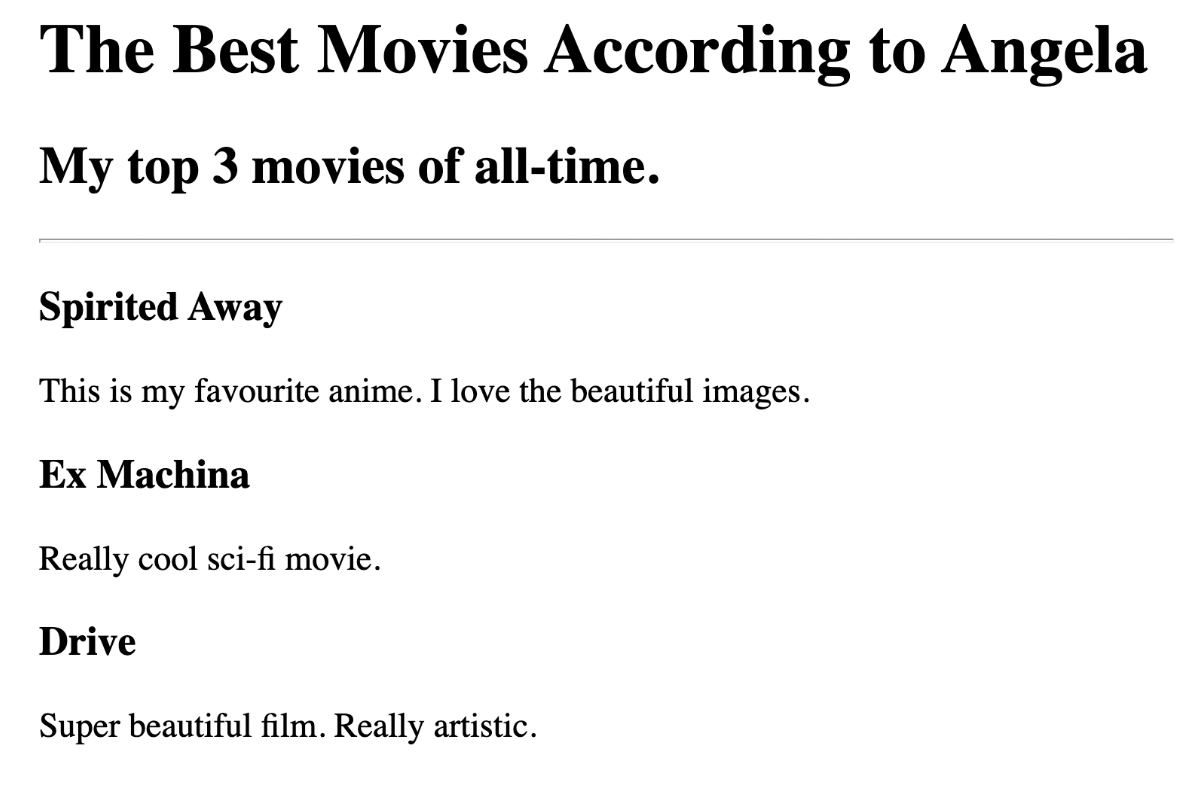 The Best Movies According to Angela
My top 3 movies of all-time.
Spirited Away
This is my favourite anime. I love the beautiful images.
Ex Machina
Really cool sci-fi movie.
Drive
Super beautiful film. Really artistic.